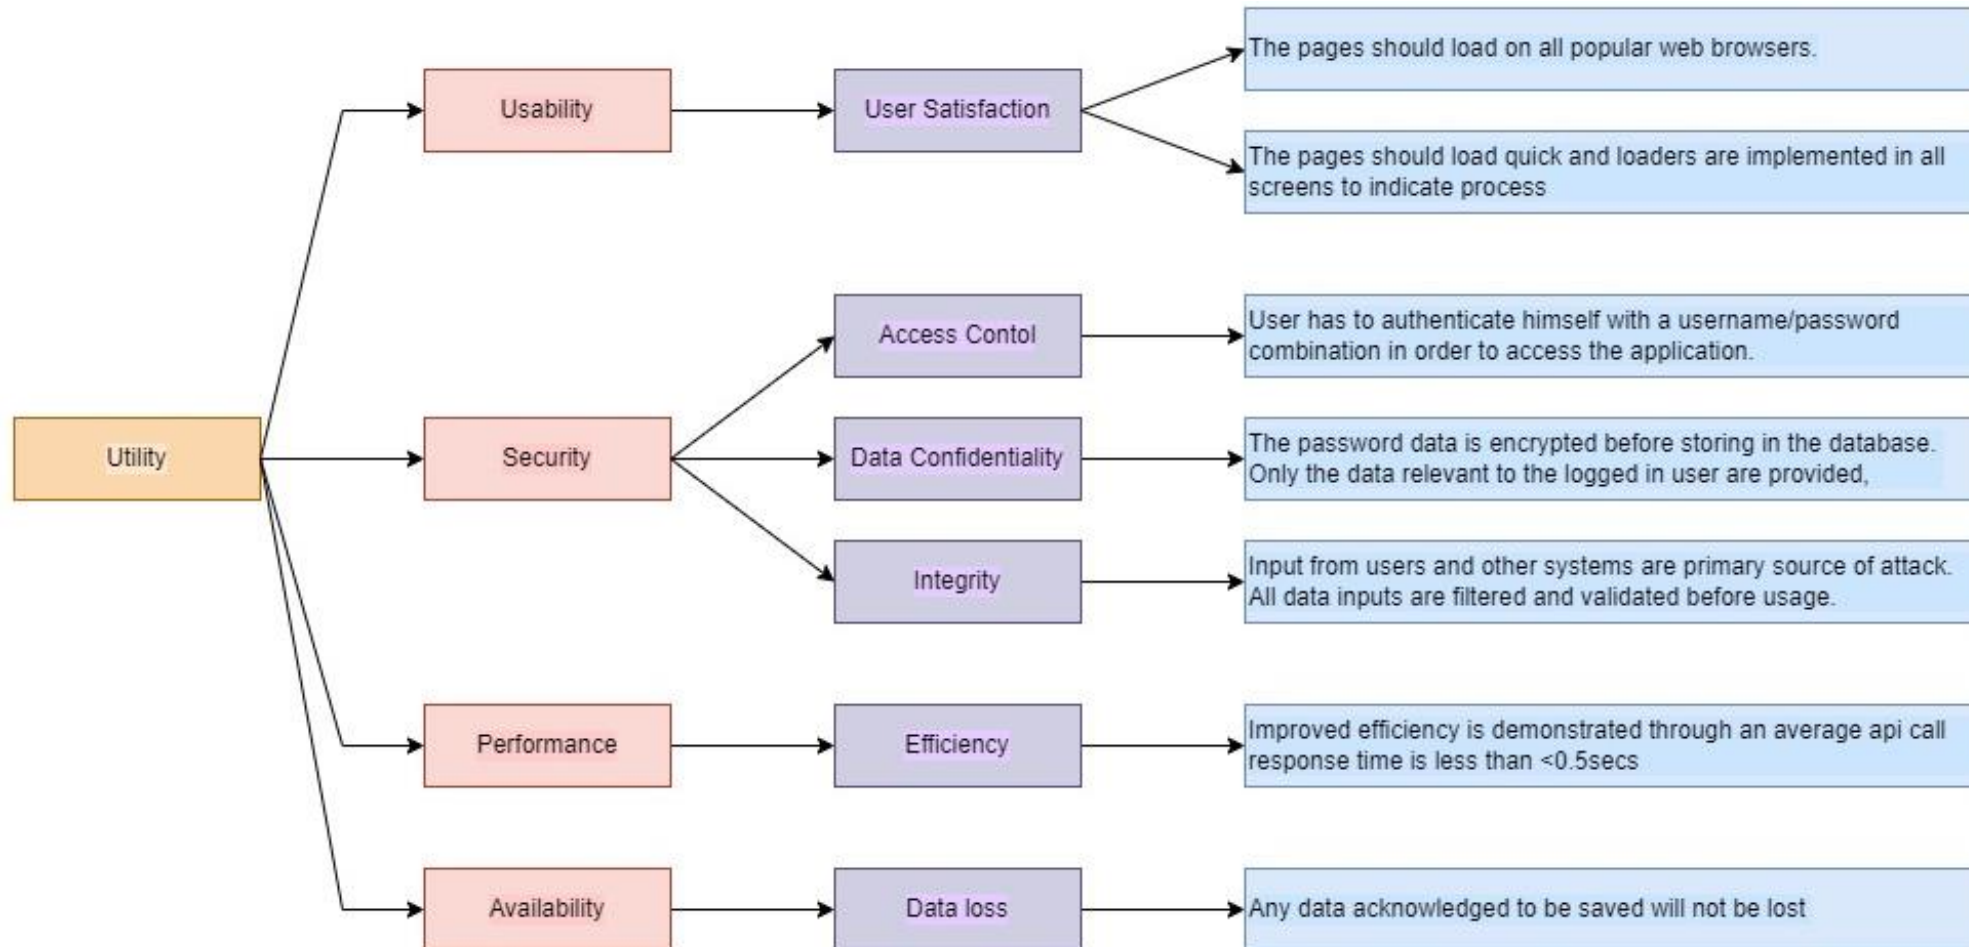 The pages should load on all popular web browsers.
Usability
User Satisfaction
The pages should load quick and loaders are implemented in all
screens to indicate process
Access Contol
User has to authenticate himself with a username/password
combination in order to access the application.
Utility
Security
Data Confidentiality
The password data is encrypted before storing in the database.
Only the data relevant to the logged in user are provided,
Integrity
Input from users and other systems are primary source of attack.
All data inputs are filtered and validated before usage.
Performance
Efficiency
Improved efficiency is demonstrated through an average api call
response time is less than <0.5secs
Availability
Data loss
Any data acknowledged to be saved will not be lost